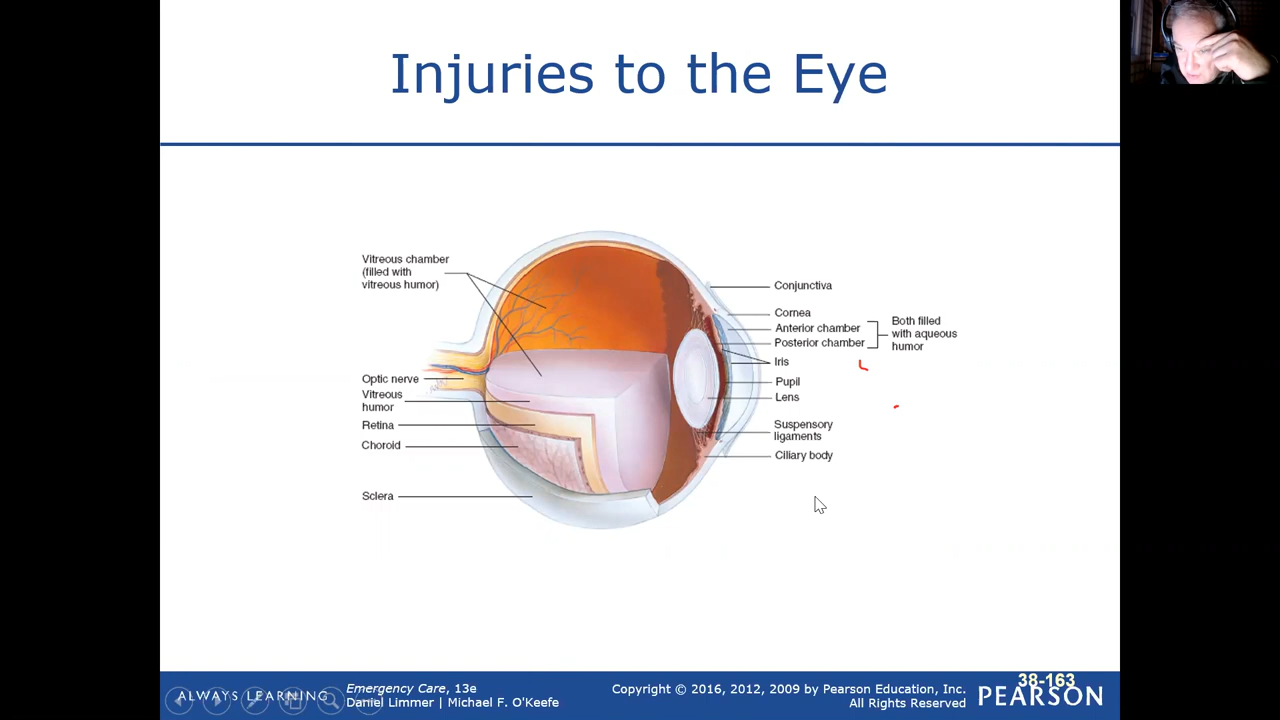 Injuries to the Eye
Vitreous chamber
(filled with
vitreous humor)
Optic nerve
Vitreous
humor
Retina
Choroid
Sclera
Conjunctiva
Cornea
Anterior chamber
Posterior chamber
Both filled
with aqueous
humor
Iris
Pupil
Lens
Suspensory
ligaments
Ciliary body
ALWAYS LEARNING
Emergency Care, 13e
Daniel Limmer | Michael F. O'Keefe
Copyright © 2016, 2012, 2009 by Pearson Education, Inc.
All Rights Reserved
38-163
PEARSON